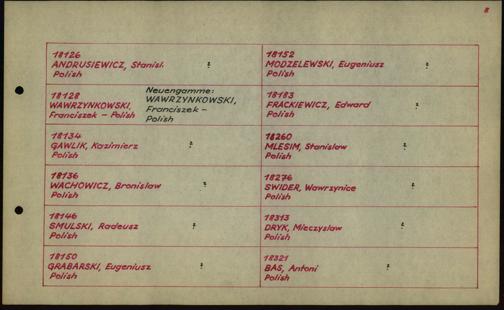 8
18126
ANDRUSIEWICZ, Stanisł. ?
Polish
18128
WAWRZYNKOWSKI,
Franciszek - Polish
Neuengamme:
WAWRZYNKOWSKI,
Franciszek -
Polish
18134
GAWLIK, Kazimierz ?
Polish
18136
WACHOWICZ, Bronislaw ?
Polish
18146
SMULSKI, Radeusz ?
Polish
18150
GRABARSKI, Eugeniusz ?
Polish
18152
MODZELEWSKI, Eugeniusz ?
Polish
18183
FRACKIEWICZ, Edward ?
Polish
18260
MLESIM, Stanislaw ?
Polish
18276
SWIDER, Wawrzynice ?
Polish
18313
DRYK, Mieczyslaw ?
Polish
18321
BAS, Antoni ?
Polish